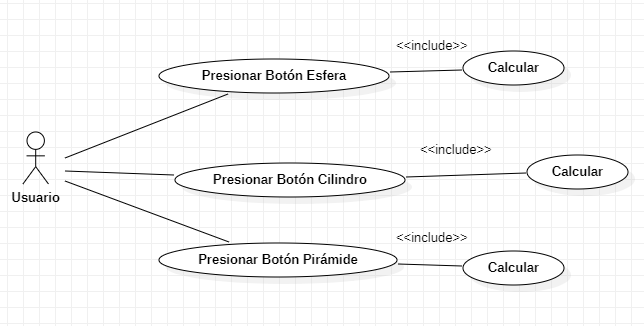 <<include>>
Presionar Botón Esfera
Calcular
<<include>>
Presionar Botón Cilindro
Calcular
Usuario
<<include>>
Presionar Botón Pirámide
Calcular